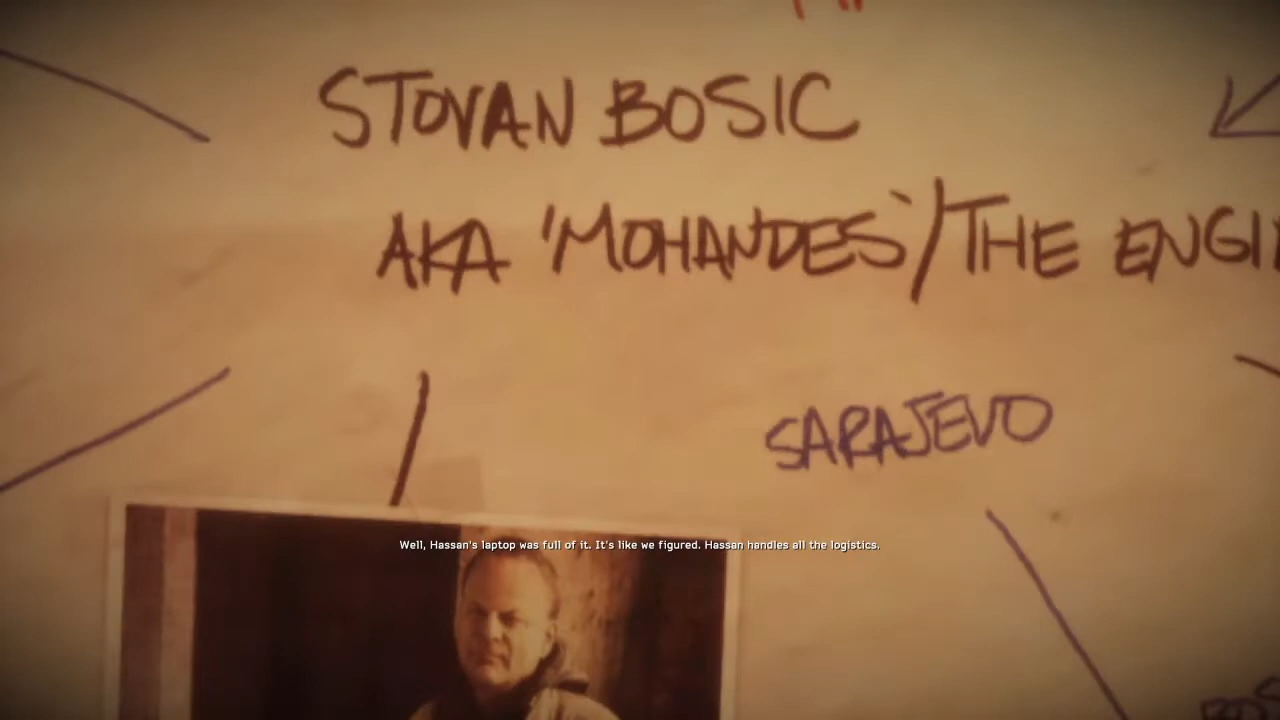 STOVAN BOSIC
AKA 'MOHANDES'/THE ENGI
SARAJEVO
Well, Hassan's laptop was full of it. It's like we figured. Hassan handles all the logistics.